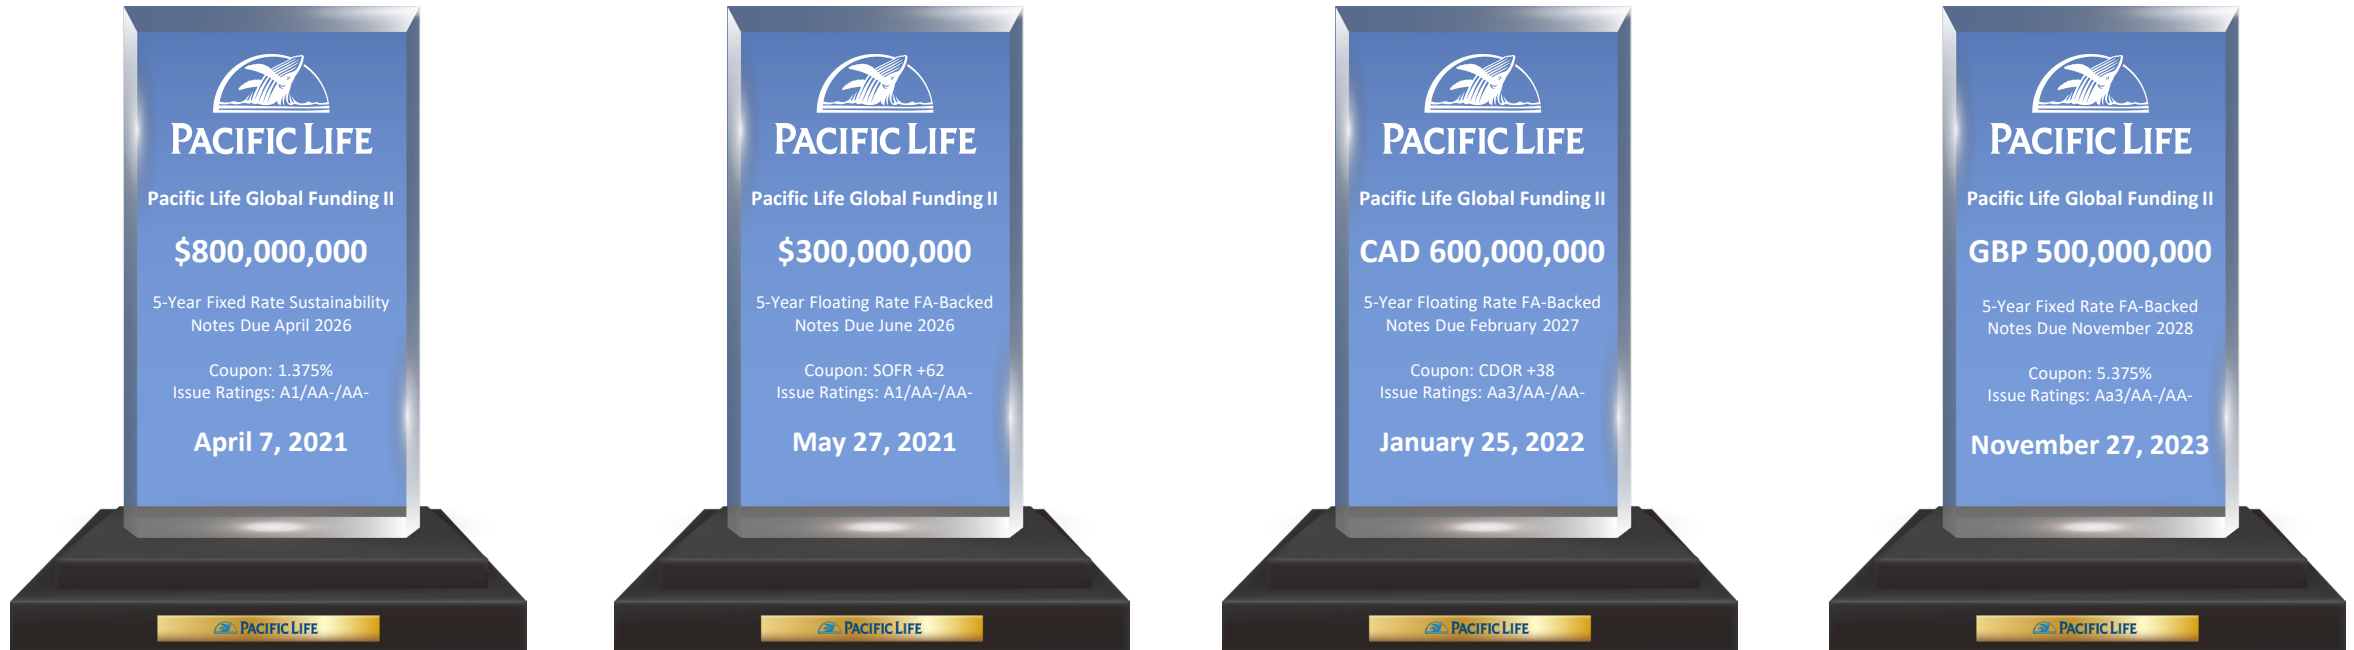 PACIFIC LIFE
Pacific Life Global Funding II
$800,000,000
5-Year Fixed Rate Sustainability
Notes Due April 2026
Coupon: 1.375%
Issue Ratings: A1/AA-/AA-
April 7, 2021
PACIFIC LIFE
PACIFIC LIFE
Pacific Life Global Funding II
$300,000,000
5-Year Floating Rate FA-Backed
Notes Due June 2026
Coupon: SOFR +62
Issue Ratings: A1/AA-/AA-
May 27, 2021
PACIFIC LIFE
PACIFIC LIFE
Pacific Life Global Funding II
CAD 600,000,000
5-Year Floating Rate FA-Backed
Notes Due February 2027
Coupon: CDOR +38
Issue Ratings: Aa3/AA-/AA-
January 25, 2022
PACIFIC LIFE
PACIFIC LIFE
Pacific Life Global Funding II
GBP 500,000,000
5-Year Fixed Rate FA-Backed
Notes Due November 2028
Coupon: 5.375%
Issue Ratings: Aa3/AA-/AA-
November 27, 2023
PACIFIC LIFE